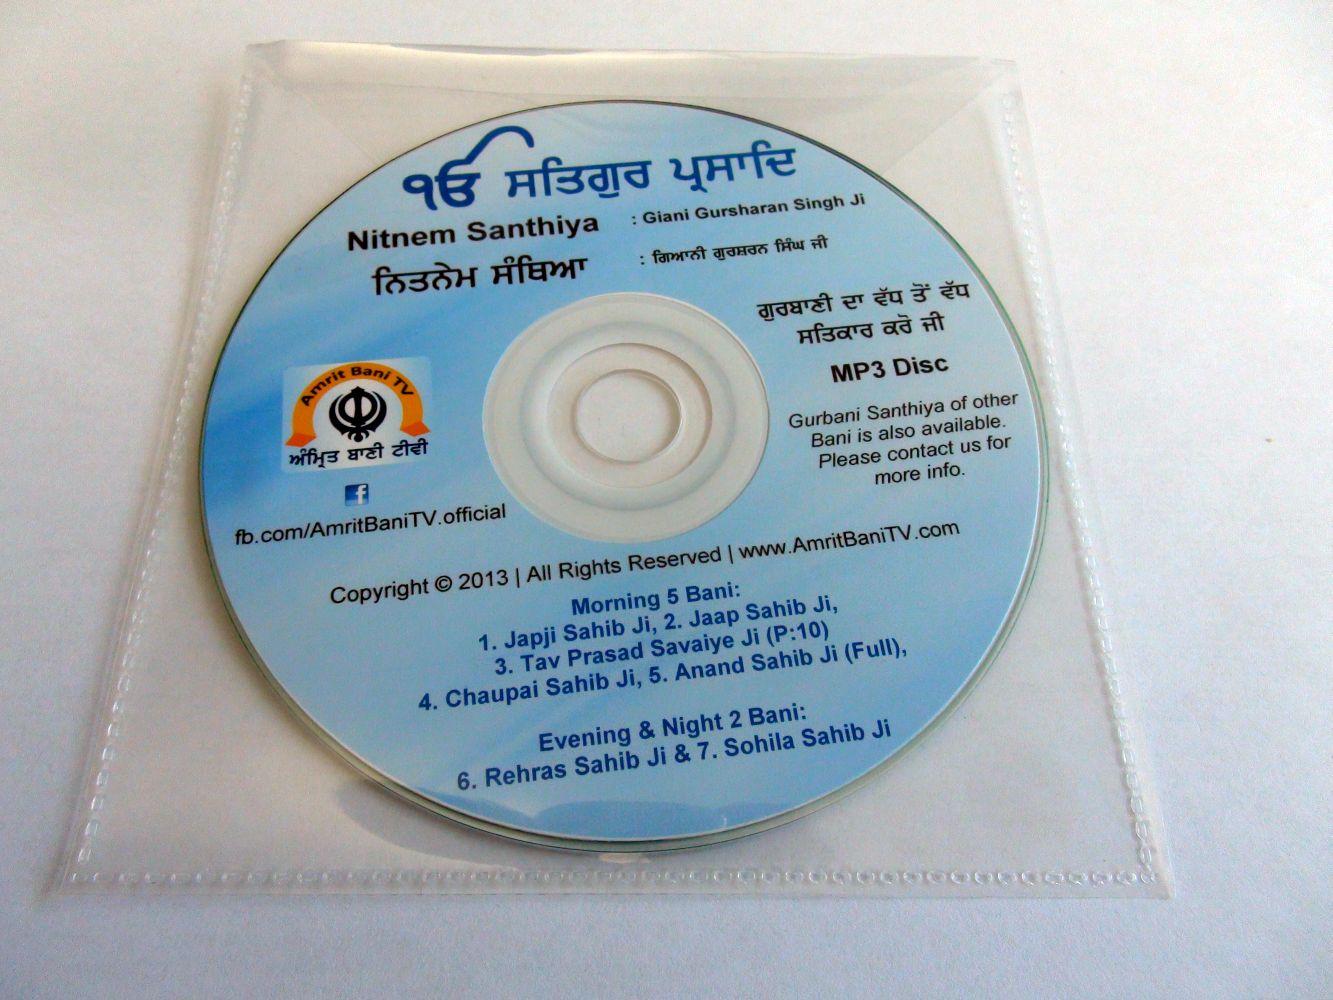 ੴ ਸਤਿਗੁਰ ਪ੍ਰਸਾਦਿ
Nitnem Santhiya : Giani Gursharan Singh Ji
ਨਿਤਨੇਮ ਸੰਥਿਆ : ਗਿਆਨੀ ਗੁਰਸ਼ਰਨ ਸਿੰਘ ਜੀ
ਗੁਰਬਾਣੀ ਦਾ ਵੱਧ ਤੋਂ ਵੱਧ
ਸਤਿਕਾਰ ਕਰੋ ਜੀ
MP3 Disc
Gurbani Santhiya of other
Bani is also available.
Please contact us for
more info.
Amrit Bani TV
ਅੰਮ੍ਰਿਤ ਬਾਣੀ ਟੀਵੀ
f
fb.com/AmritBaniTV.official
Copyright © 2013 | All Rights Reserved | www.AmritBaniTV.com
Morning 5 Bani:
1. Japji Sahib Ji, 2. Jaap Sahib Ji,
3. Tav Prasad Savaiye Ji (P:10)
4. Chaupai Sahib Ji, 5. Anand Sahib Ji (Full),
Evening & Night 2 Bani:
6. Rehras Sahib Ji & 7. Sohila Sahib Ji